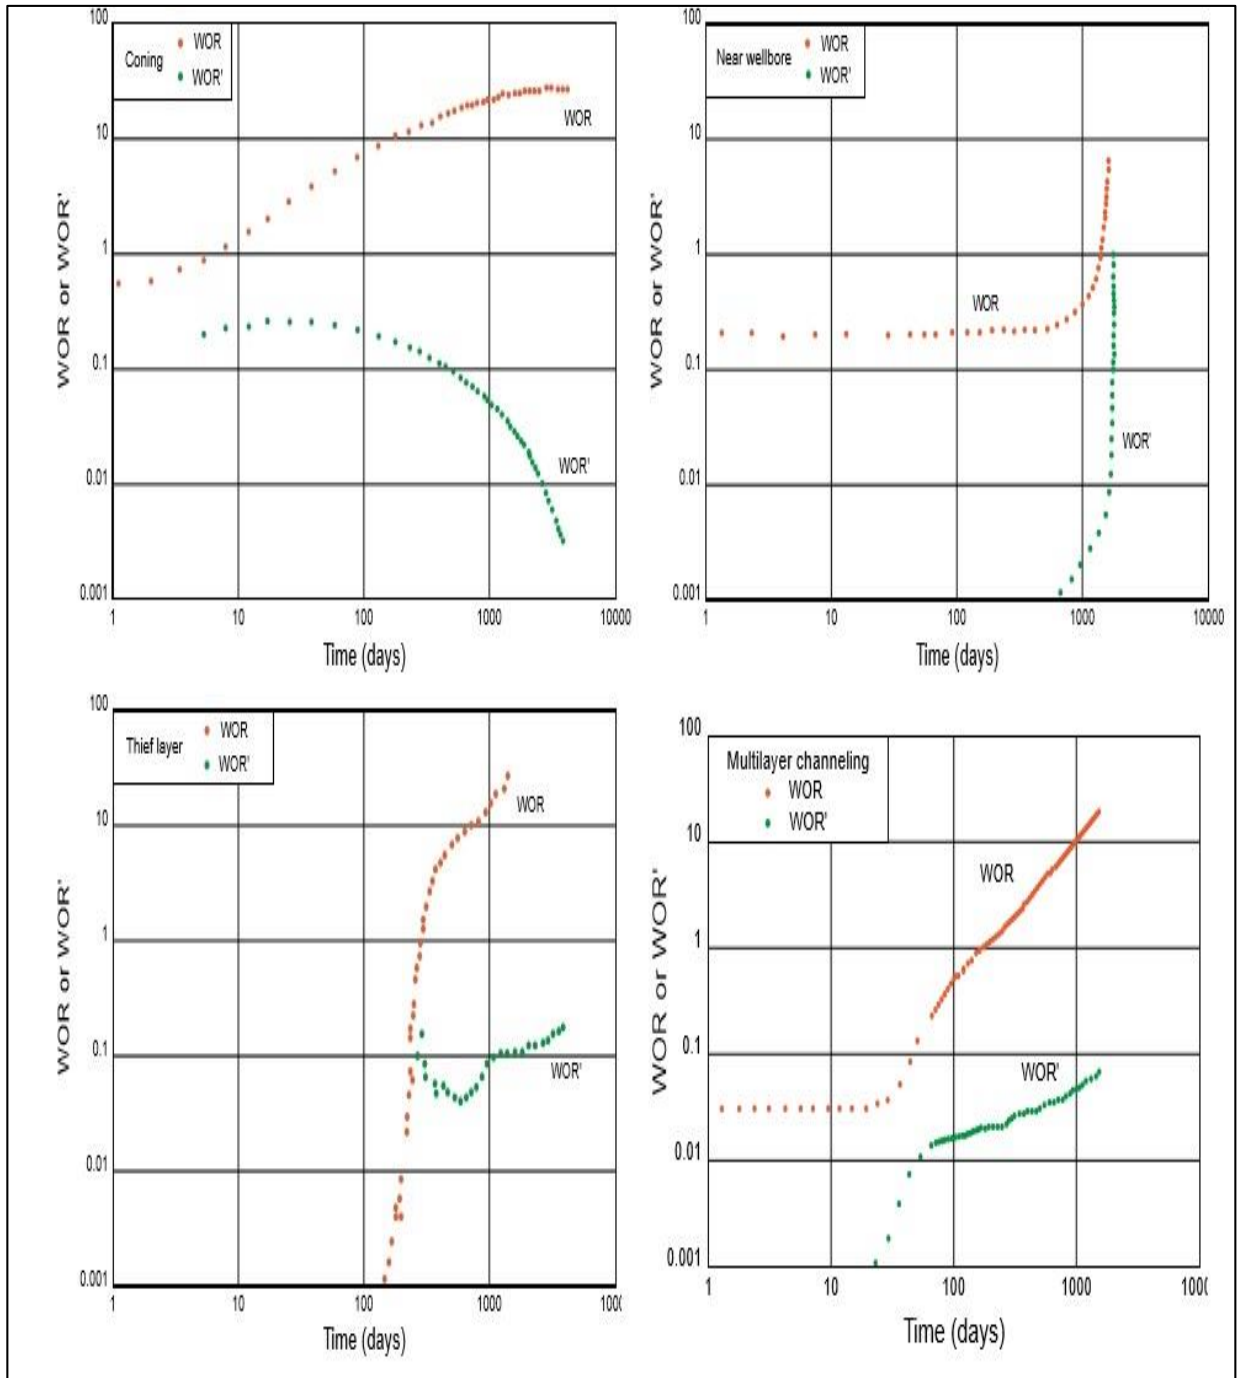 100
Coning
WOR
WOR'
10
1
0.1
0.01
0.001
WOR or WOR'
WOR
WOR'
1 10 100 1000 10000
Time (days)
100
Near wellbore
WOR
WOR'
10
1
0.1
0.01
0.001
WOR or WOR'
WOR
WOR'
1 10 100 1000 10000
Time (days)
100
Thief layer
WOR
WOR'
10
1
0.1
0.01
0.001
WOR or WOR'
WOR
WOR'
1 10 100 1000 1000
Time (days)
100
Multilayer channeling
WOR
WOR'
10
1
0.1
0.01
0.001
WOR or WOR'
WOR
WOR'
1 10 100 1000 1000
Time (days)